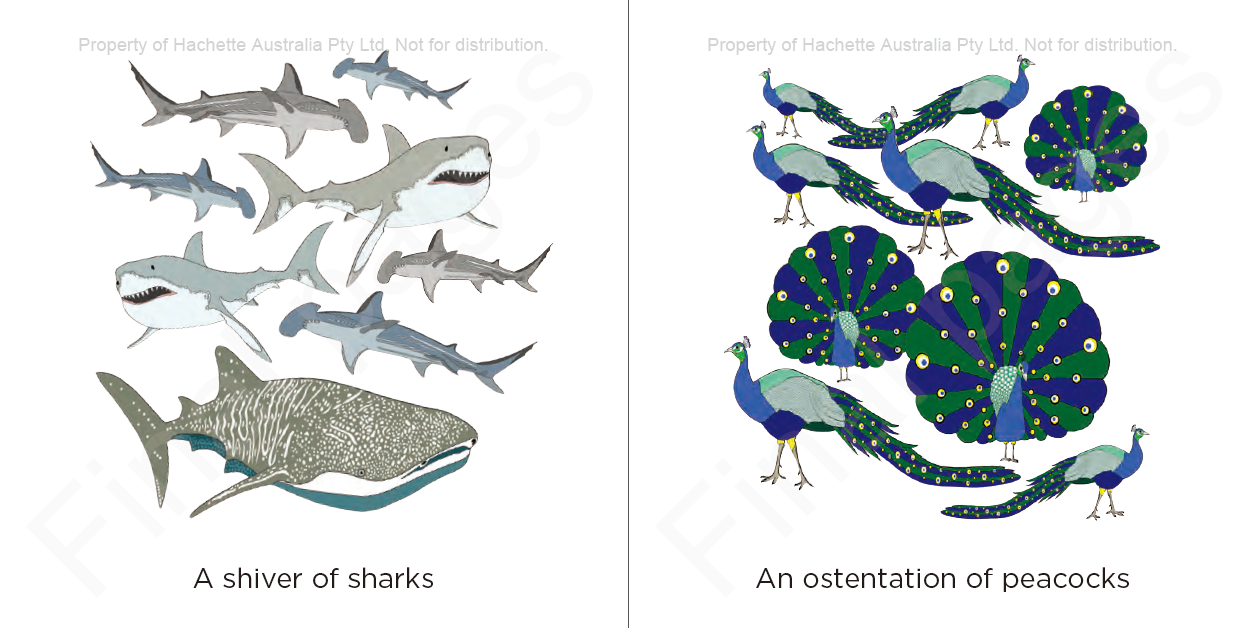 Property of Hachette Australia Pty Ltd. Not for distribution.
A shiver of sharks
Property of Hachette Australia Pty Ltd. Not for distribution.
An ostentation of peacocks